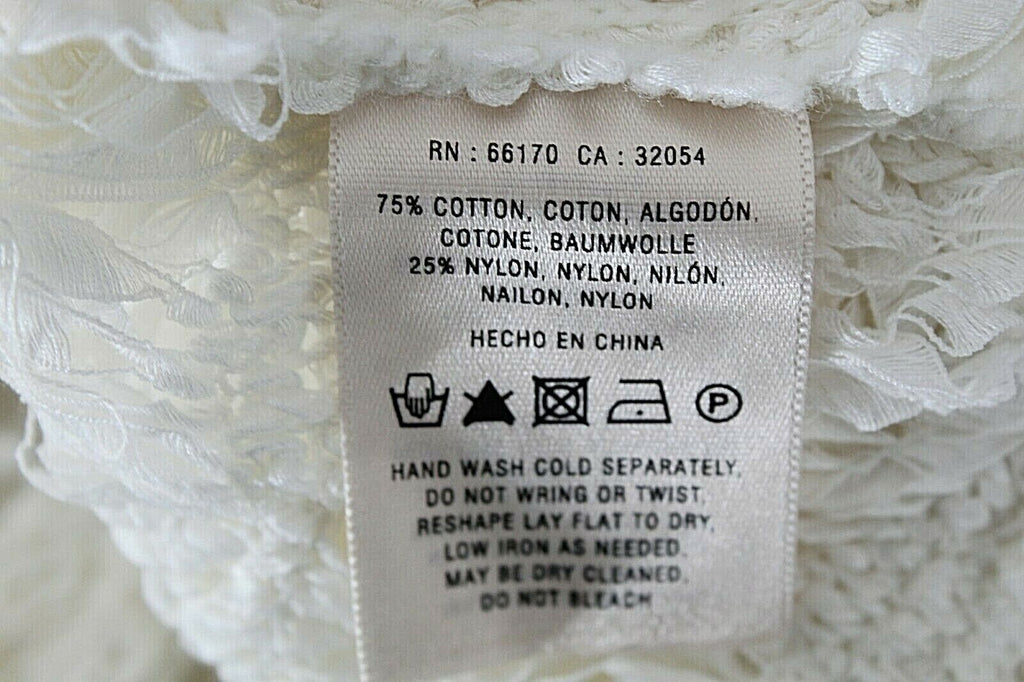 RN : 66170 CA : 32054
75% COTTON, COTON, ALGODÓN,
COTONE, BAUMWOLLE
25% NYLON, NYLON, NILÓN,
NAILON, NYLON
HECHO EN CHINA
P
HAND WASH COLD SEPARATELY,
DO NOT WRING OR TWIST,
RESHAPE LAY FLAT TO DRY,
LOW IRON AS NEEDED.
MAY BE DRY CLEANED.
DO NOT BLEACH